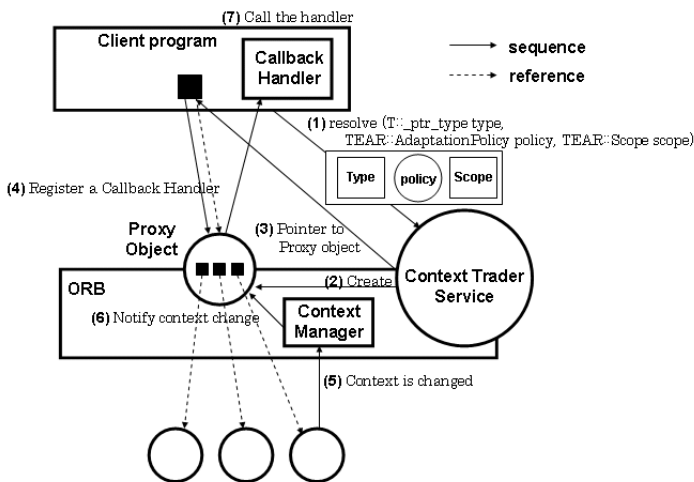 (7) Call the handler
Client program
Callback
Handler
sequence
reference
(1) resolve (T::_ptr_type type,
TEAR::AdaptationPolicy policy, TEAR::Scope scope)
Type
policy
Scope
(4) Register a Callback Handler
Proxy
Object
(3) Pointer to
Proxy object
ORB
(2) Create
Context Trader
Service
(6) Notify context change
Context
Manager
(5) Context is changed